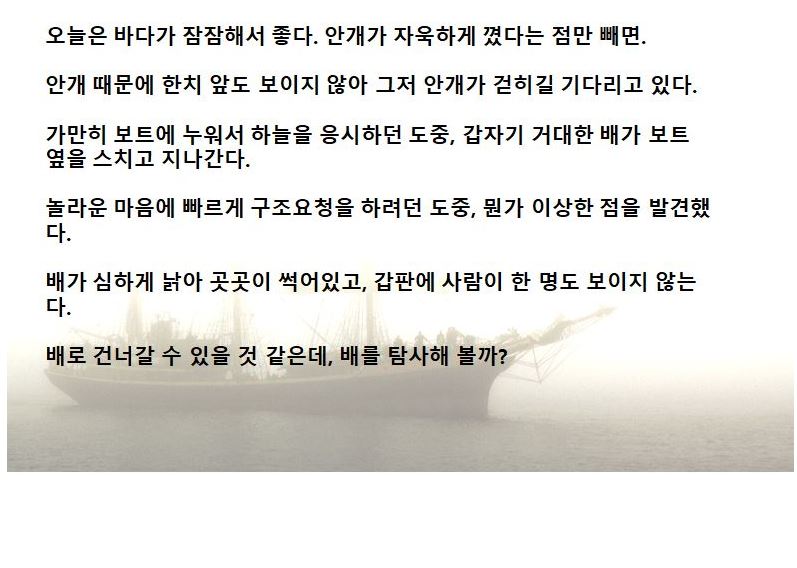 오늘은 바다가 잠잠해서 좋다. 안개가 자욱하게 꼈다는 점만 빼면.
안개 때문에 한치 앞도 보이지 않아 그저 안개가 걷히길 기다리고 있다.
가만히 보트에 누워서 하늘을 응시하던 도중, 갑자기 거대한 배가 보트
옆을 스치고 지나간다.
놀라운 마음에 빠르게 구조요청을 하려던 도중, 뭔가 이상한 점을 발견했
다.
배가 심하게 낡아 곳곳이 썩어있고, 갑판에 사람이 한 명도 보이지 않는
다.
배로 건너갈 수 있을 것 같은데, 배를 탐사해 볼까?